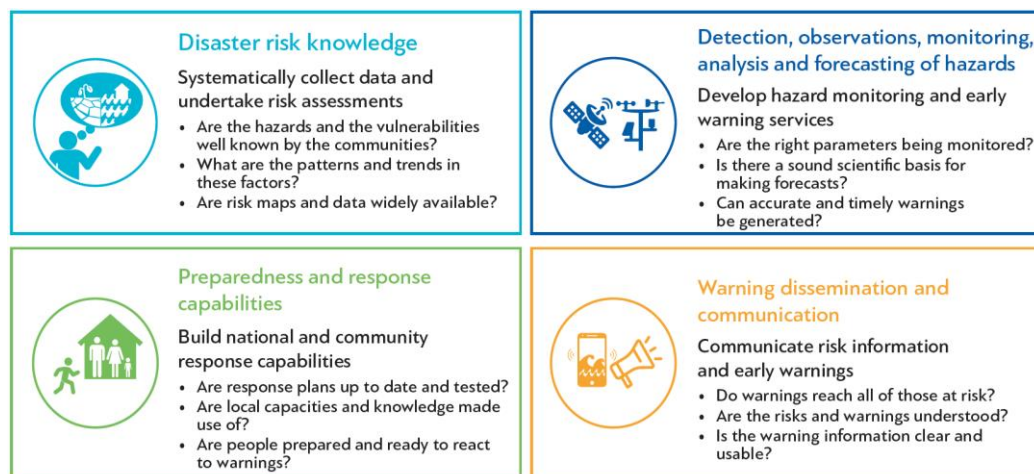 Disaster risk knowledge
Systematically collect data and
undertake risk assessments
• Are the hazards and the vulnerabilities
well known by the communities?
• What are the patterns and trends in
these factors?
• Are risk maps and data widely available?
Detection, observations, monitoring,
analysis and forecasting of hazards
Develop hazard monitoring and early
warning services
• Are the right parameters being monitored?
• Is there a sound scientific basis for
making forecasts?
• Can accurate and timely warnings
be generated?
Preparedness and response
capabilities
Build national and community
response capabilities
• Are response plans up to date and tested?
• Are local capacities and knowledge made
use of?
• Are people prepared and ready to react
to warnings?
Warning dissemination and
communication
Communicate risk information
and early warnings
• Do warnings reach all of those at risk?
• Are the risks and warnings understood?
• Is the warning information clear and
usable?